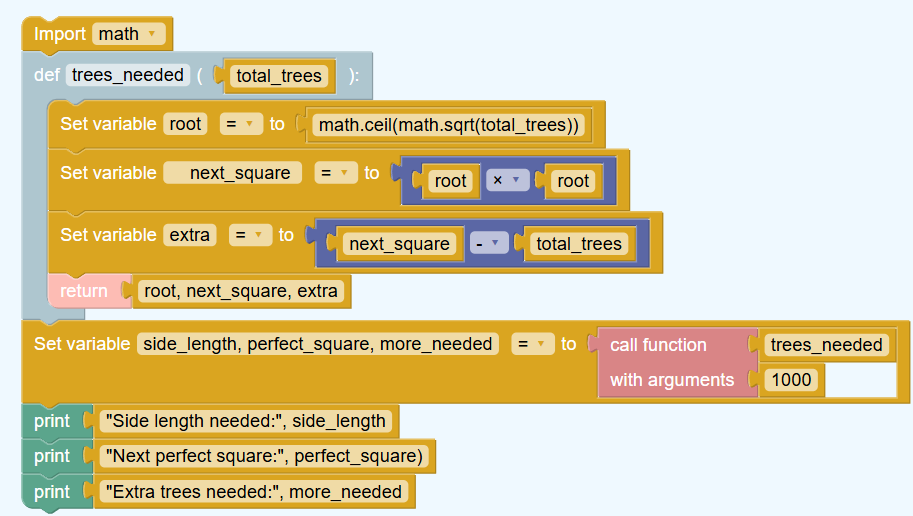 Import math
def trees_needed ( total_trees ):
Set variable root = to math.ceil(math.sqrt(total_trees))
Set variable next_square = to root × root
Set variable extra = to next_square - total_trees
return root, next_square, extra
Set variable side_length, perfect_square, more_needed = to call function trees_needed
with arguments 1000
print "Side length needed:", side_length
print "Next perfect square:", perfect_square)
print "Extra trees needed:", more_needed